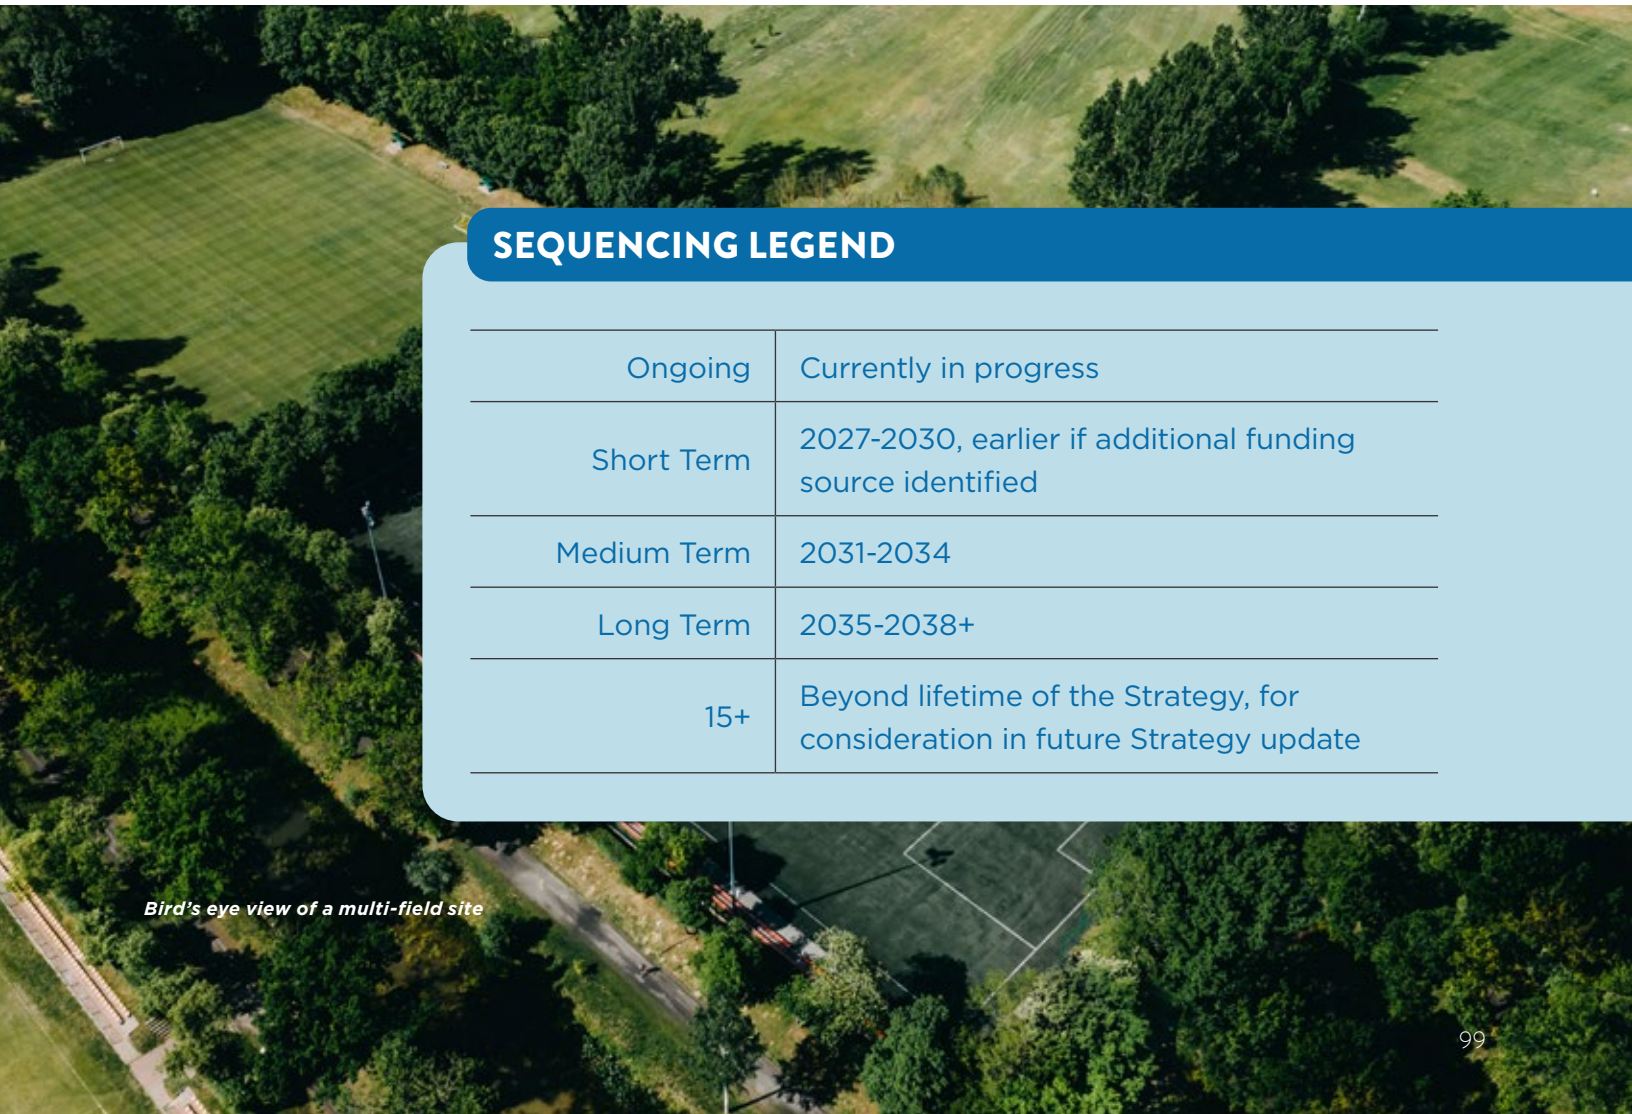 SEQUENCING LEGEND
Ongoing
Currently in progress
Short Term
2027-2030, earlier if additional funding
source identified
Medium Term
2031-2034
Long Term
2035-2038+
15+
Beyond lifetime of the Strategy, for
consideration in future Strategy update
Bird’s eye view of a multi-field site
99